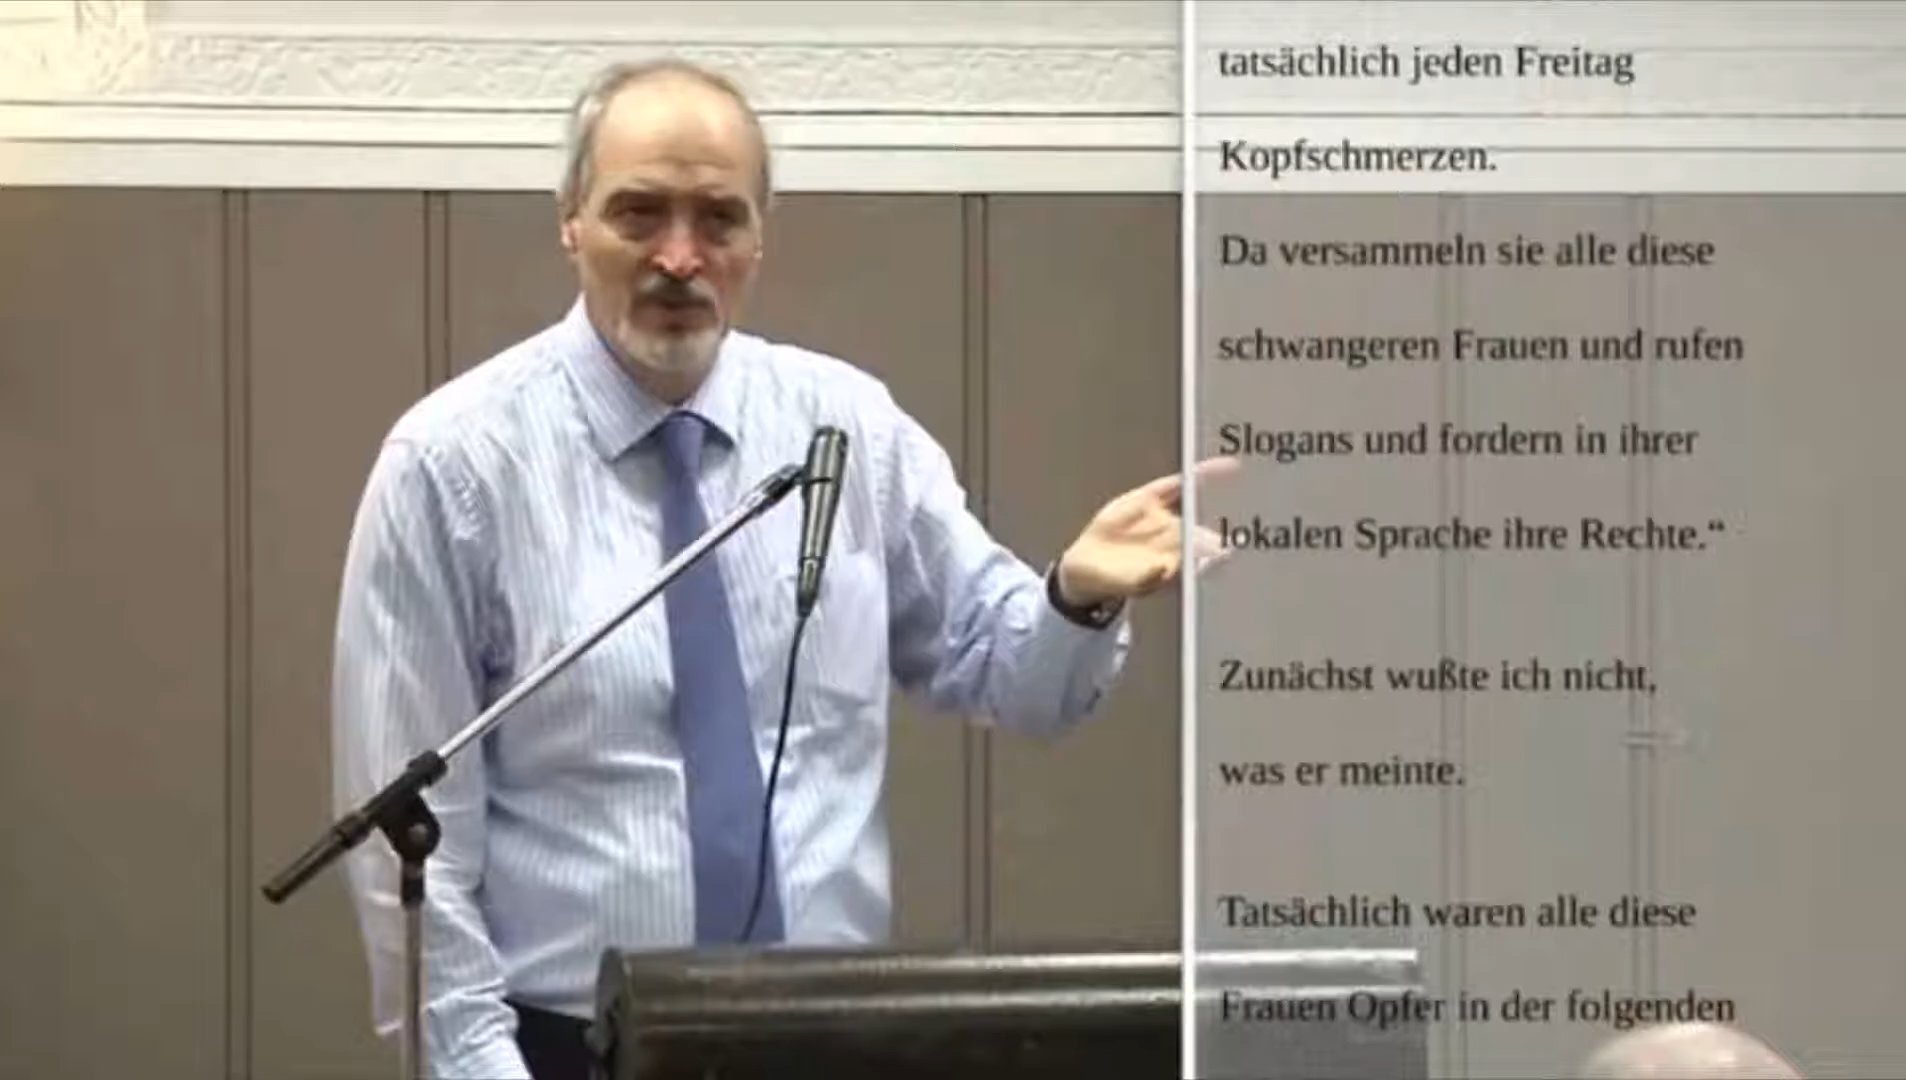 tatsächlich jeden Freitag
Kopfschmerzen.
Da versammeln sie alle diese
schwangeren Frauen und rufen
Slogans und fordern in ihrer
lokalen Sprache ihre Rechte.“
Zunächst wußte ich nicht,
was er meinte.
Tatsächlich waren alle diese
Frauen Opfer in der folgenden